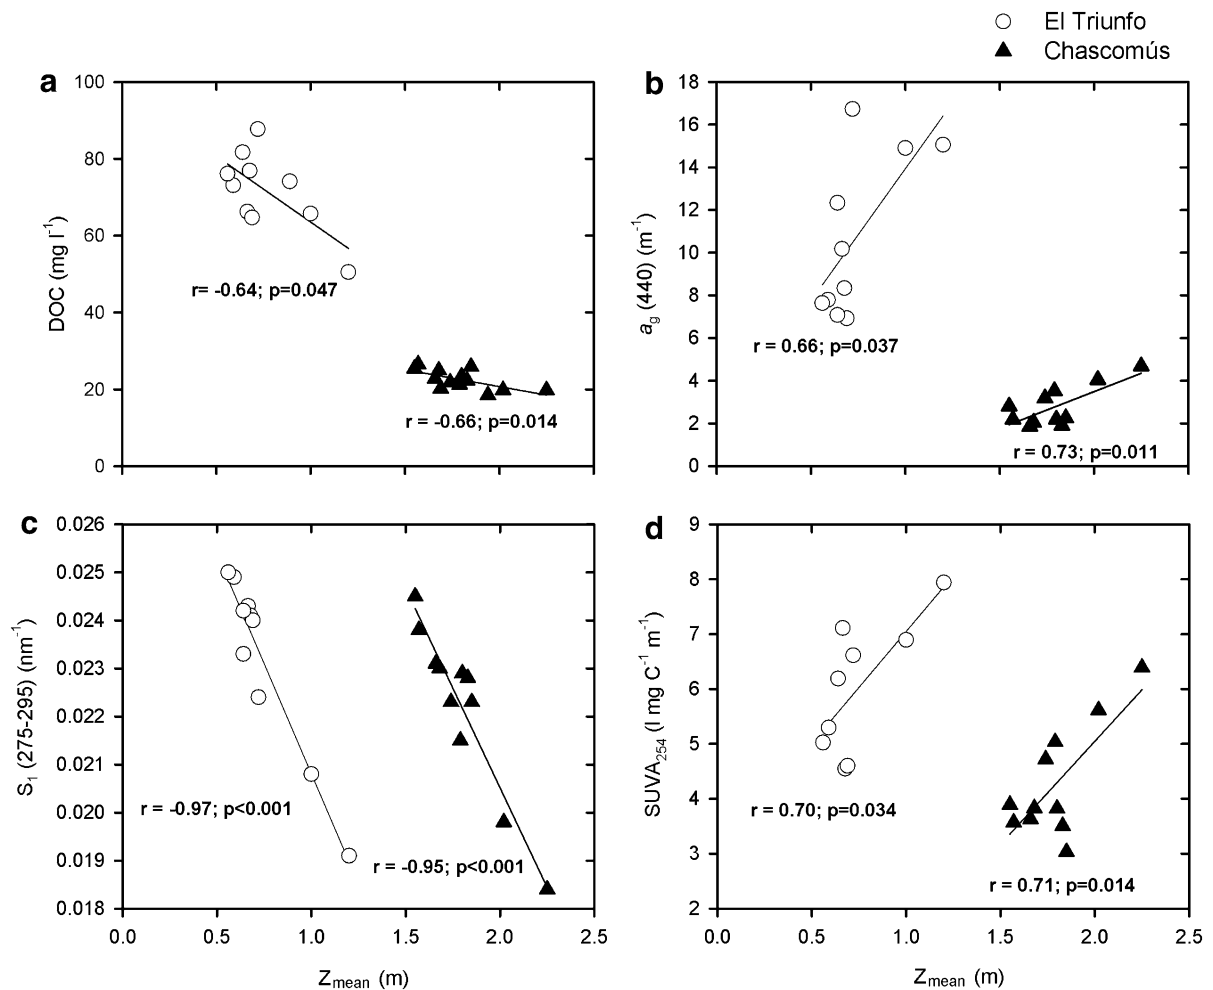 El Triunfo
Chascomús
a
100
80
60
40
20
0
DOC (mg l⁻¹)
r= -0.64; p=0.047
r = -0.66; p=0.014
b
18
16
14
12
10
8
6
4
2
0
a_g (440) (m⁻¹)
r = 0.66; p=0.037
r = 0.73; p=0.011
c
0.026
0.025
0.024
0.023
0.022
0.021
0.020
0.019
0.018
S₁ (275-295) (nm⁻¹)
r = -0.97; p<0.001
r = -0.95; p<0.001
0.0 0.5 1.0 1.5 2.0 2.5
Z_mean (m)
d
9
8
7
6
5
4
3
2
SUVA₂₅₄ (l mg C⁻¹ m⁻¹)
r = 0.70; p=0.034
r = 0.71; p=0.014
0.0 0.5 1.0 1.5 2.0 2.5
Z_mean (m)